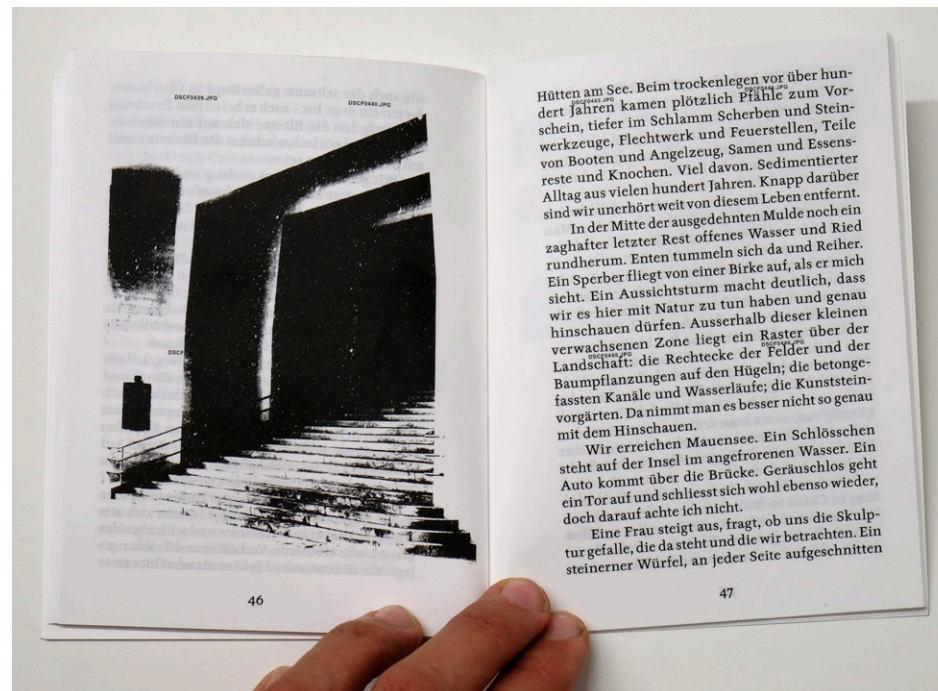 DSCF0439.JPG
DSCF0440.JPG
DSCF
46
Hütten am See. Beim trockenlegen vor über hun-
DSCF0443.JPG
dert Jahren kamen plötzlich Pfähle zum Vor-
schein, tiefer im Schlamm Scherben und Stein-
werkzeuge, Flechtwerk und Feuerstellen, Teile
von Booten und Angelzeug, Samen und Essens-
reste und Knochen. Viel davon. Sedimentierter
Alltag aus vielen hundert Jahren. Knapp darüber
sind wir unerhört weit von diesem Leben entfernt.
In der Mitte der ausgedehnten Mulde noch ein
zaghafter letzter Rest offenes Wasser und Ried
rundherum. Enten tummeln sich da und Reiher.
Ein Sperber fliegt von einer Birke auf, als er mich
sieht. Ein Aussichtsturm macht deutlich, dass
wir es hier mit Natur zu tun haben und genau
hinschauen dürfen. Ausserhalb dieser kleinen
verwachsenen Zone liegt ein Raster über der
DSCF0445.JPG
Landschaft: die Rechtecke der Felder und der
Baumpflanzungen auf den Hügeln; die betonge-
fassten Kanäle und Wasserläufe; die Kunststein-
vorgärten. Da nimmt man es besser nicht so genau
mit dem Hinschauen.
Wir erreichen Mauensee. Ein Schlösschen
steht auf der Insel im angefrorenen Wasser. Ein
Auto kommt über die Brücke. Geräuschlos geht
ein Tor auf und schliesst sich wohl ebenso wieder,
doch darauf achte ich nicht.
Eine Frau steigt aus, fragt, ob uns die Skulp-
tur gefalle, die da steht und die wir betrachten. Ein
steinerner Würfel, an jeder Seite aufgeschnitten
47